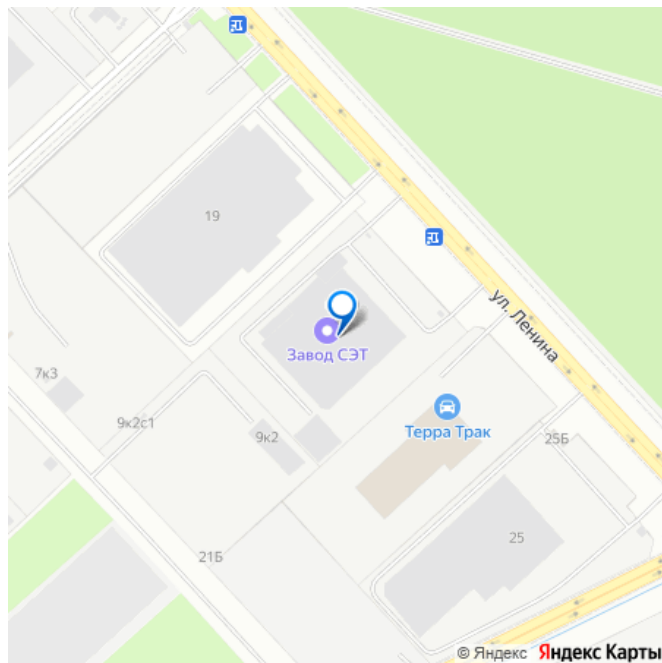 19
ул. Ленина
Завод СЭТ
7к3
9к2с1
Терра Трак
9к2
25Б
25
21Б
© Яндекс Яндекс Карты